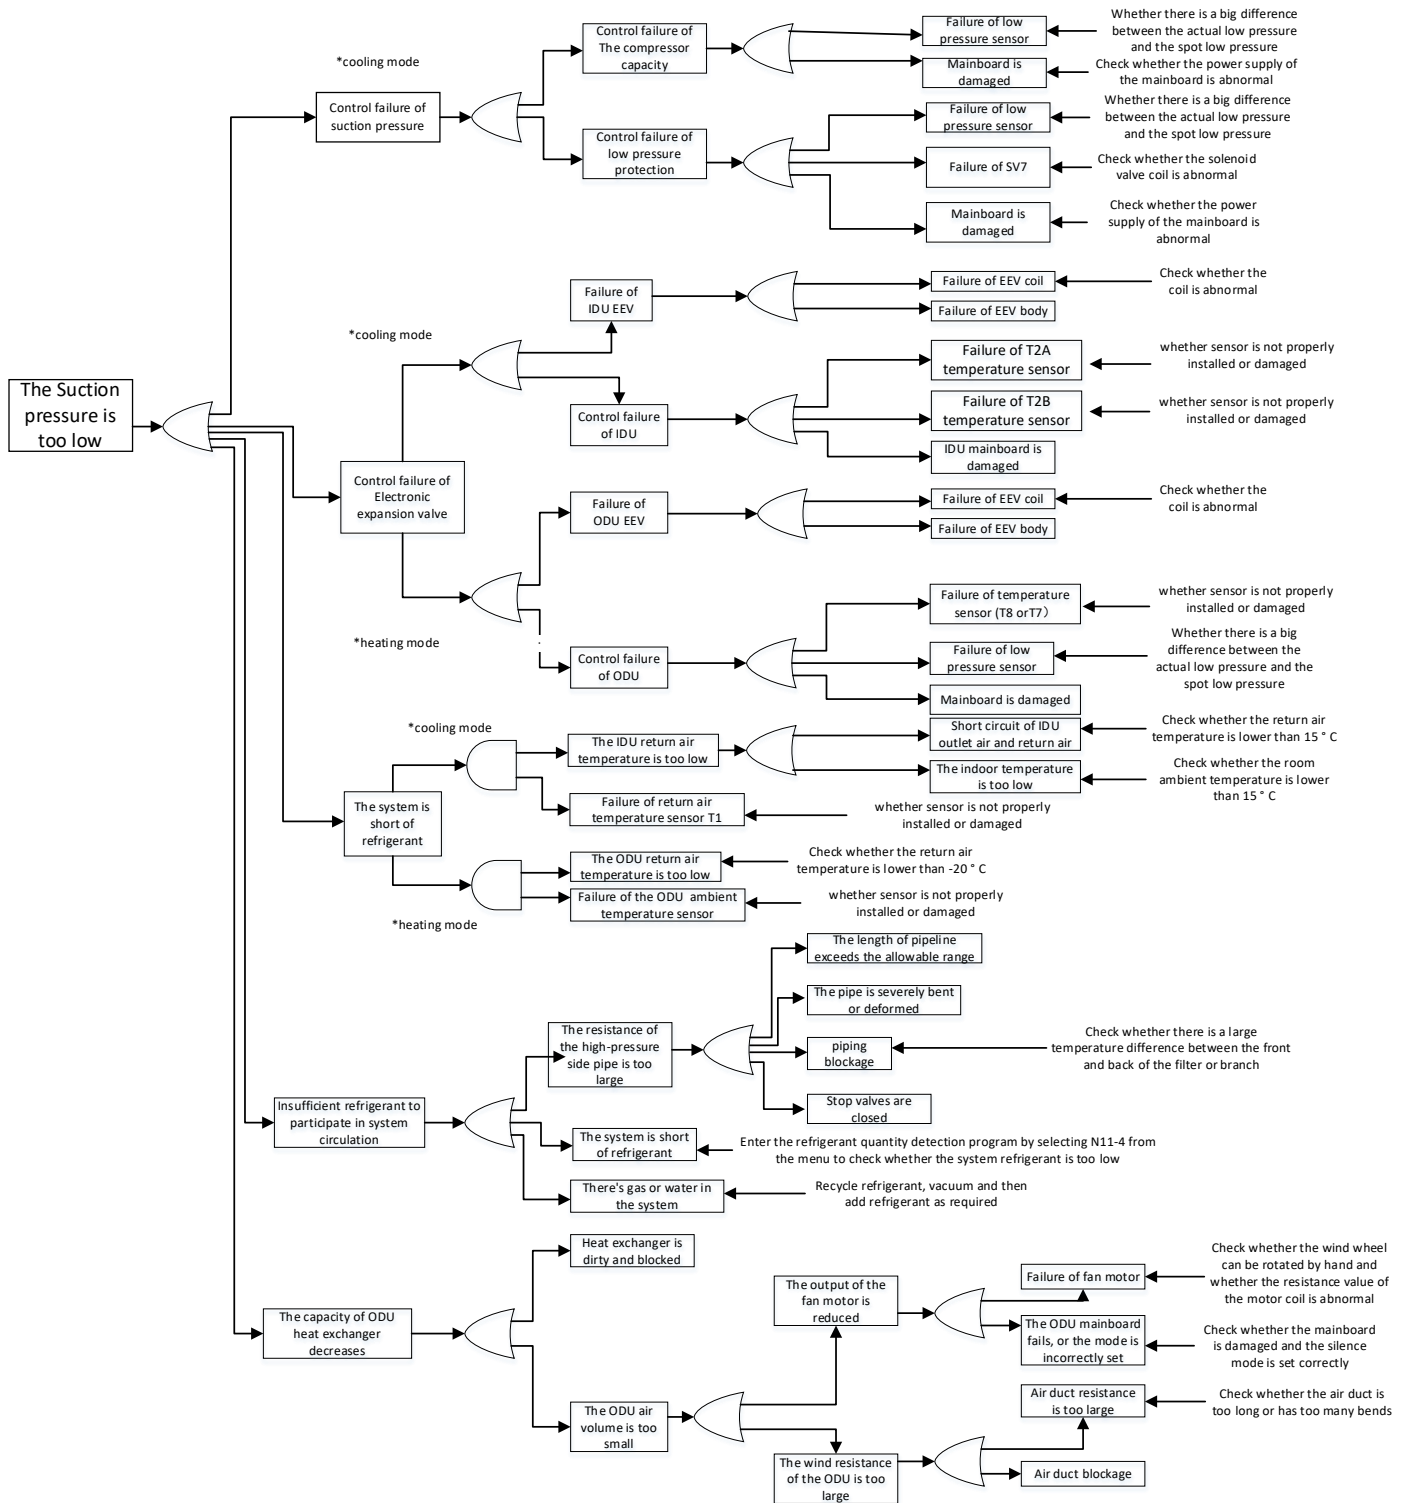 The Suction
pressure is
too low
*cooling mode
Control failure of
suction pressure
Control failure of
The compressor
capacity
Failure of low
pressure sensor
Whether there is a big difference
between the actual low pressure
and the spot low pressure
Mainboard is
damaged
Check whether the power supply of
the mainboard is abnormal
Control failure of
low pressure
protection
Failure of low
pressure sensor
Whether there is a big difference
between the actual low pressure
and the spot low pressure
Failure of SV7
Check whether the solenoid
valve coil is abnormal
Mainboard is
damaged
Check whether the power
supply of the mainboard is
abnormal
Control failure of
Electronic
expansion valve
*cooling mode
Failure of
IDU EEV
Failure of EEV coil
Check whether the
coil is abnormal
Failure of EEV body
Control failure
of IDU
Failure of T2A
temperature sensor
whether sensor is not properly
installed or damaged
Failure of T2B
temperature sensor
whether sensor is not properly
installed or damaged
IDU mainboard is
damaged
*heating mode
Failure of
ODU EEV
Failure of EEV coil
Check whether the
coil is abnormal
Failure of EEV body
Control failure
of ODU
Failure of temperature
sensor (T8 orT7）
whether sensor is not properly
installed or damaged
Failure of low
pressure sensor
Whether there is a big
difference between the
actual low pressure and the
spot low pressure
Mainboard is damaged
The system is
short of
refrigerant
*cooling mode
The IDU return air
temperature is too low
Short circuit of IDU
outlet air and return air
Check whether the return air
temperature is lower than 15 ° C
The indoor temperature
is too low
Check whether the room
ambient temperature is lower
than 15 ° C
Failure of return air
temperature sensor T1
whether sensor is not properly
installed or damaged
*heating mode
The ODU return air
temperature is too low
Check whether the return air
temperature is lower than -20 ° C
Failure of the ODU ambient
temperature sensor
whether sensor is not properly
installed or damaged
Insufficient refrigerant to
participate in system
circulation
The resistance of
the high-pressure
side pipe is too
large
The length of pipeline
exceeds the allowable range
The pipe is severely bent
or deformed
piping
blockage
Check whether there is a large
temperature difference between the front
and back of the filter or branch
Stop valves are
closed
The system is short
of refrigerant
Enter the refrigerant quantity detection program by selecting N11-4 from
the menu to check whether the system refrigerant is too low
There's gas or water in
the system
Recycle refrigerant, vacuum and then
add refrigerant as required
The capacity of ODU
heat exchanger
decreases
Heat exchanger is
dirty and blocked
The ODU air
volume is too
small
The output of the
fan motor is
reduced
Failure of fan motor
Check whether the wind wheel
can be rotated by hand and
whether the resistance value of
the motor coil is abnormal
The ODU mainboard
fails, or the mode is
incorrectly set
Check whether the mainboard
is damaged and the silence
mode is set correctly
The wind resistance
of the ODU is too
large
Air duct resistance
is too large
Check whether the air duct is
too long or has too many bends
Air duct blockage